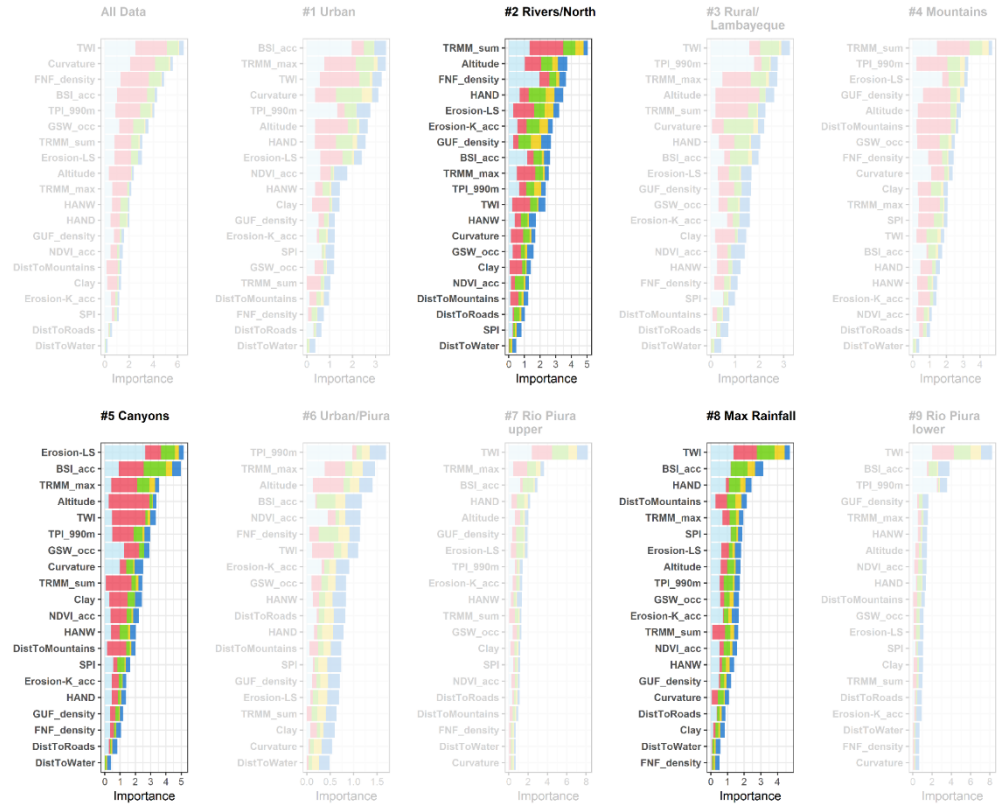 All Data
TWI
Curvature
FNF_density
BSI_acc
TPI_990m
GSW_occ
TRMM_sum
Erosion-LS
Altitude
TRMM_max
HANW
HAND
GUF_density
NDVI_acc
DistToMountains
Clay
Erosion-K_acc
SPI
DistToRoads
DistToWater
0 2 4 6
Importance
#1 Urban
BSI_acc
TRMM_max
TWI
Curvature
TPI_990m
Altitude
HAND
Erosion-LS
NDVI_acc
HANW
Clay
GUF_density
Erosion-K_acc
SPI
GSW_occ
TRMM_sum
DistToMountains
FNF_density
DistToRoads
DistToWater
0 1 2 3
Importance
#2 Rivers/North
TRMM_sum
Altitude
FNF_density
HAND
Erosion-LS
Erosion-K_acc
GUF_density
BSI_acc
TRMM_max
TPI_990m
TWI
HANW
Curvature
GSW_occ
Clay
NDVI_acc
DistToMountains
DistToRoads
SPI
DistToWater
0 1 2 3 4 5
Importance
#3 Rural/
Lambayeque
TWI
TPI_990m
TRMM_max
Altitude
TRMM_sum
Curvature
HAND
BSI_acc
Erosion-LS
GUF_density
GSW_occ
Erosion-K_acc
Clay
NDVI_acc
HANW
FNF_density
SPI
DistToMountains
DistToRoads
DistToWater
0 1 2 3
Importance
#4 Mountains
TRMM_sum
TPI_990m
Erosion-LS
GUF_density
Altitude
DistToMountains
GSW_occ
FNF_density
Curvature
Clay
TRMM_max
SPI
TWI
BSI_acc
HAND
HANW
Erosion-K_acc
NDVI_acc
DistToRoads
DistToWater
0 1 2 3 4
Importance
#5 Canyons
Erosion-LS
BSI_acc
TRMM_max
Altitude
TWI
TPI_990m
GSW_occ
Curvature
TRMM_sum
Clay
NDVI_acc
HANW
DistToMountains
SPI
Erosion-K_acc
HAND
GUF_density
FNF_density
DistToRoads
DistToWater
0 1 2 3 4 5
Importance
#6 Urban/Piura
TPI_990m
TRMM_max
Altitude
BSI_acc
NDVI_acc
FNF_density
TWI
Erosion-K_acc
GSW_occ
HANW
DistToRoads
HAND
DistToMountains
SPI
GUF_density
Erosion-LS
TRMM_sum
Clay
Curvature
DistToWater
0.0 0.5 1.0 1.5
Importance
#7 Rio Piura
upper
TWI
TRMM_max
BSI_acc
HAND
Altitude
GUF_density
Erosion-LS
TPI_990m
Erosion-K_acc
HANW
TRMM_sum
GSW_occ
Clay
SPI
NDVI_acc
DistToRoads
DistToMountains
FNF_density
DistToWater
Curvature
0 2 4 6 8
Importance
#8 Max Rainfall
TWI
BSI_acc
HAND
DistToMountains
TRMM_max
SPI
Erosion-LS
Altitude
TPI_990m
GSW_occ
Erosion-K_acc
TRMM_sum
NDVI_acc
HANW
GUF_density
Curvature
DistToRoads
Clay
DistToWater
FNF_density
0 1 2 3 4
Importance
#9 Rio Piura
lower
TWI
BSI_acc
TPI_990m
GUF_density
TRMM_max
HANW
Altitude
NDVI_acc
HAND
DistToMountains
GSW_occ
Erosion-LS
SPI
Clay
TRMM_sum
DistToRoads
Erosion-K_acc
DistToWater
FNF_density
Curvature
0 2 4 6 8
Importance